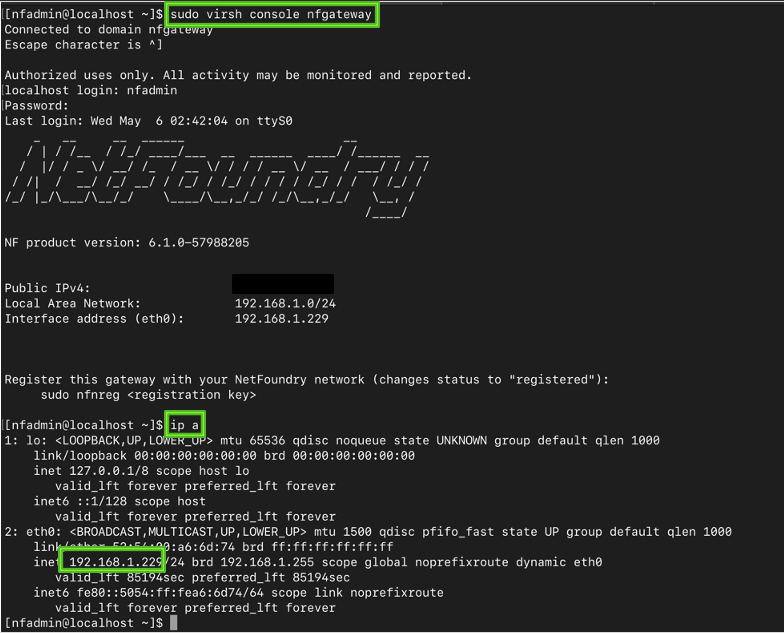 [nfadmin@localhost ~]$ sudo virsh console nfgateway
Connected to domain nfgateway
Escape character is ^]
Authorized uses only. All activity may be monitored and reported.
localhost login: nfadmin
Password:
Last login: Wed May  6 02:42:04 on ttyS0
NetFoundry
NF product version: 6.1.0-57988205
Public IPv4:
Local Area Network: 192.168.1.0/24
Interface address (eth0): 192.168.1.229
Register this gateway with your NetFoundry network (changes status to "registered"):
sudo nfnreg <registration key>
[nfadmin@localhost ~]$ ip a
1: lo: <LOOPBACK,UP,LOWER_UP> mtu 65536 qdisc noqueue state UNKNOWN group default qlen 1000
link/loopback 00:00:00:00:00:00 brd 00:00:00:00:00:00
inet 127.0.0.1/8 scope host lo
valid_lft forever preferred_lft forever
inet6 ::1/128 scope host
valid_lft forever preferred_lft forever
2: eth0: <BROADCAST,MULTICAST,UP,LOWER_UP> mtu 1500 qdisc pfifo_fast state UP group default qlen 1000
link/ether 52:54:00:a6:6d:74 brd ff:ff:ff:ff:ff:ff
inet 192.168.1.229/24 brd 192.168.1.255 scope global noprefixroute dynamic eth0
valid_lft 85194sec preferred_lft 85194sec
inet6 fe80::5054:ff:fea6:6d74/64 scope link noprefixroute
valid_lft forever preferred_lft forever
[nfadmin@localhost ~]$